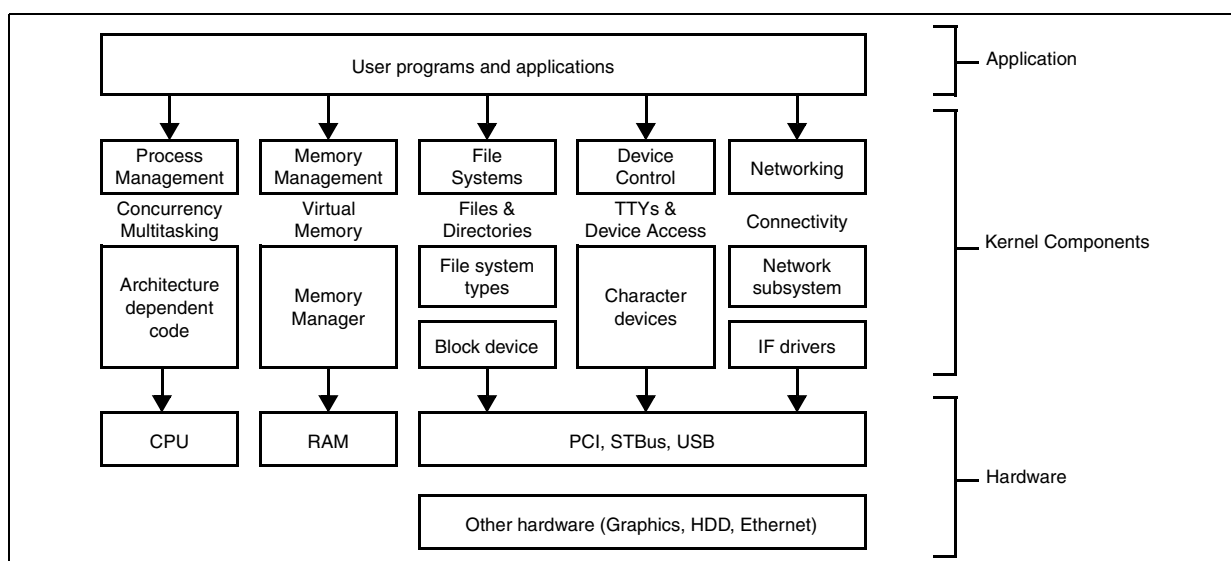 User programs and applications
Application
Process
Management
Memory
Management
File
Systems
Device
Control
Networking
Concurrency
Multitasking
Virtual
Memory
Files &
Directories
TTYs &
Device Access
Connectivity
Kernel Components
Architecture
dependent
code
Memory
Manager
File system
types
Block device
Character
devices
Network
subsystem
IF drivers
CPU
RAM
PCI, STBus, USB
Hardware
Other hardware (Graphics, HDD, Ethernet)